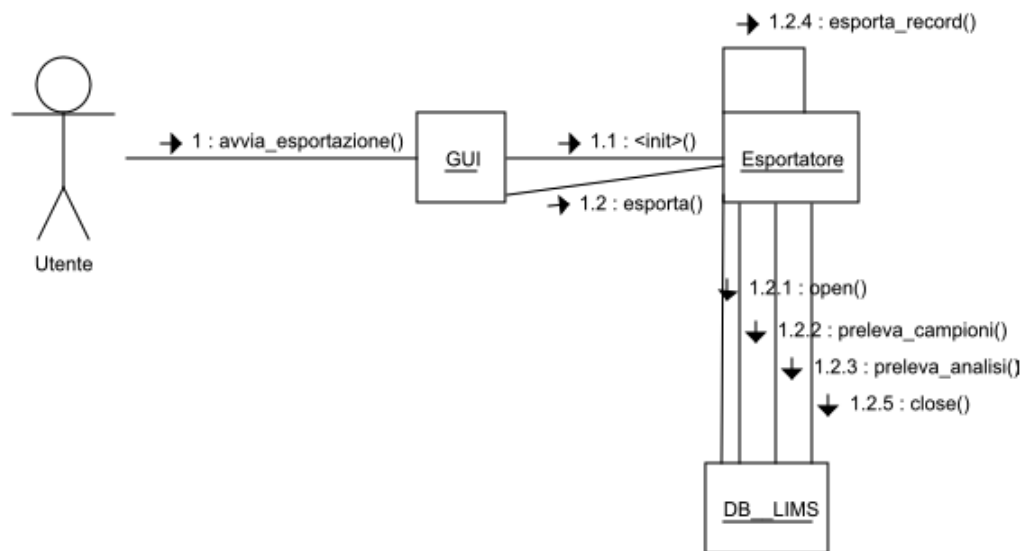 1.2.4 : esporta_record()
1 : avvia_esportazione()
GUI
1.1 : <init>()
Esportatore
1.2 : esporta()
Utente
1.2.1 : open()
1.2.2 : preleva_campioni()
1.2.3 : preleva_analisi()
1.2.5 : close()
DB__LIMS